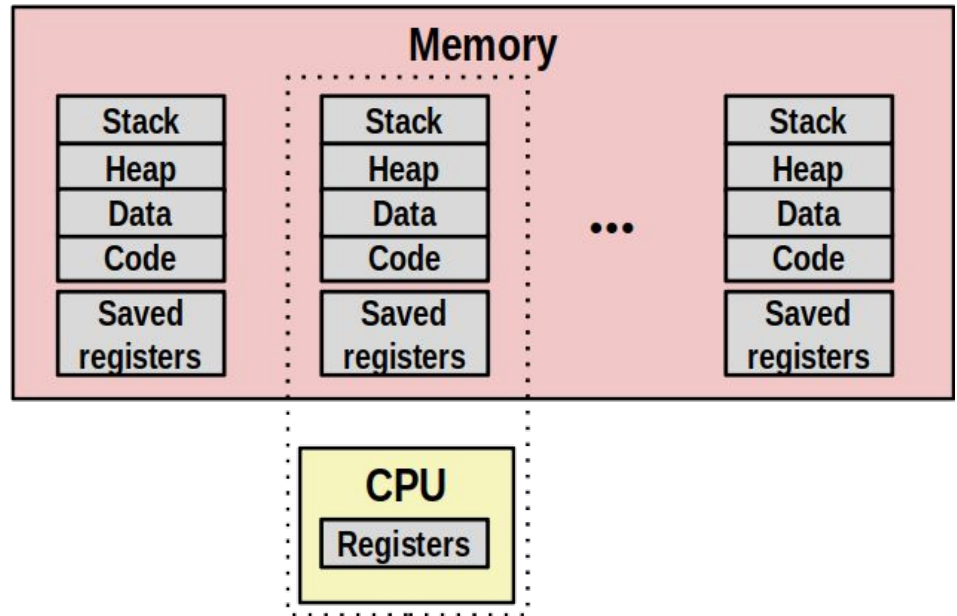 Memory
Stack
Heap
Data
Code
Saved
registers
Stack
Heap
Data
Code
Saved
registers
...
Stack
Heap
Data
Code
Saved
registers
CPU
Registers